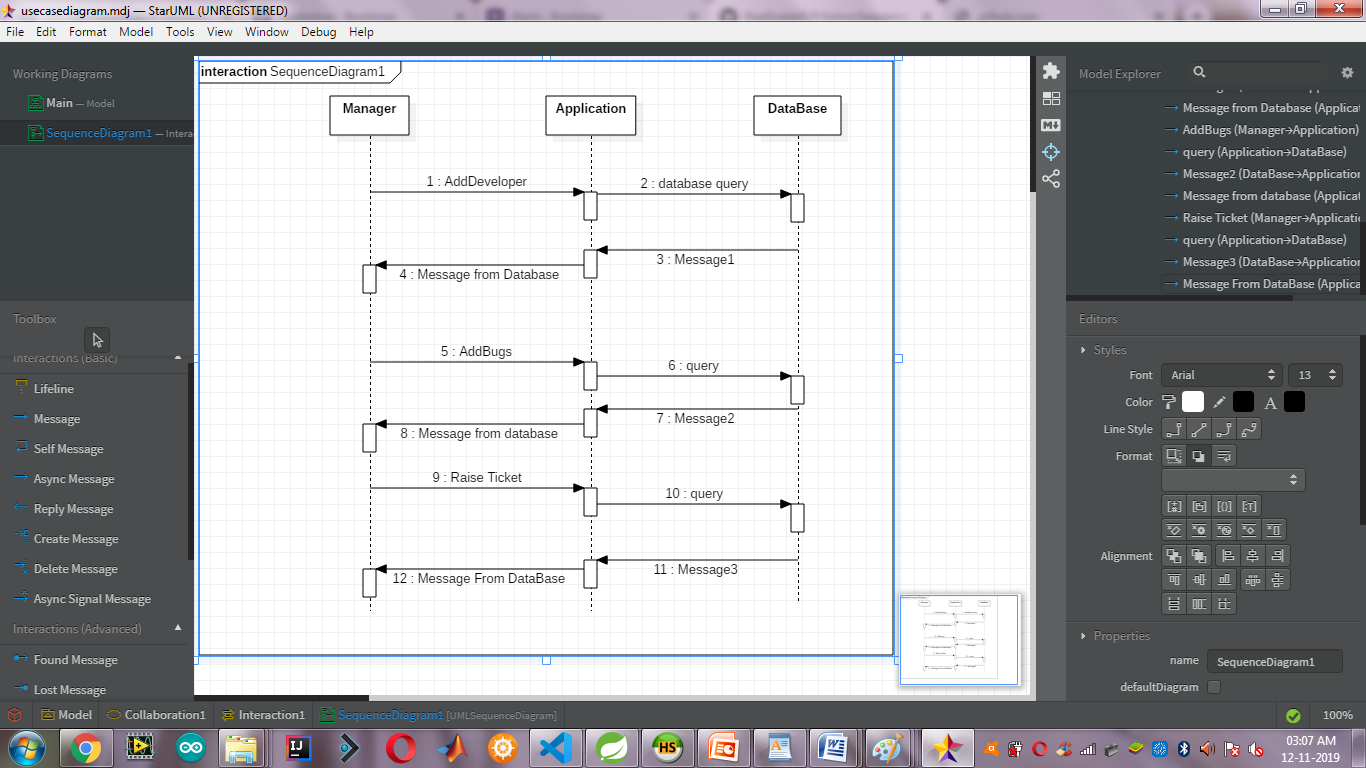 usecasediagram.mdj — StarUML (UNREGISTERED)
File Edit Format Model Tools View Window Debug Help
Working Diagrams
Main — Model
SequenceDiagram1 — Interac
Toolbox
Interactions (Basic)
Lifeline
Message
Self Message
Async Message
Reply Message
Create Message
Delete Message
Async Signal Message
Interactions (Advanced)
Found Message
Lost Message
interaction SequenceDiagram1
Manager Application DataBase
1 : AddDeveloper
2 : database query
3 : Message1
4 : Message from Database
5 : AddBugs
6 : query
7 : Message2
8 : Message from database
9 : Raise Ticket
10 : query
11 : Message3
12 : Message From DataBase
Model Explorer
Message from Database (Applicat
AddBugs (Manager→Application)
query (Application→DataBase)
Message2 (DataBase→Application
Message from database (Applicat
Raise Ticket (Manager→Applicatio
query (Application→DataBase)
Message3 (DataBase→Application
Message From DataBase (Applica
Editors
Styles
Font Arial 13
Color A
Line Style
Format
Alignment
Properties
name SequenceDiagram1
defaultDiagram
Model Collaboration1 Interaction1 SequenceDiagram1 [UMLSequenceDiagram] 100%
03:07 AM
12-11-2019